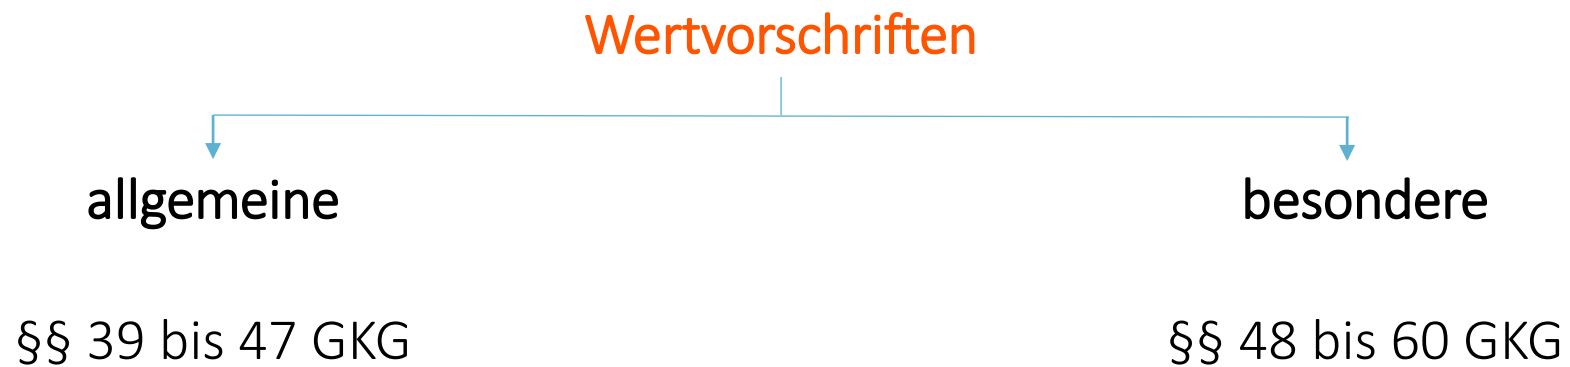 Wertvorschriften
allgemeine
besondere
§§ 39 bis 47 GKG
§§ 48 bis 60 GKG